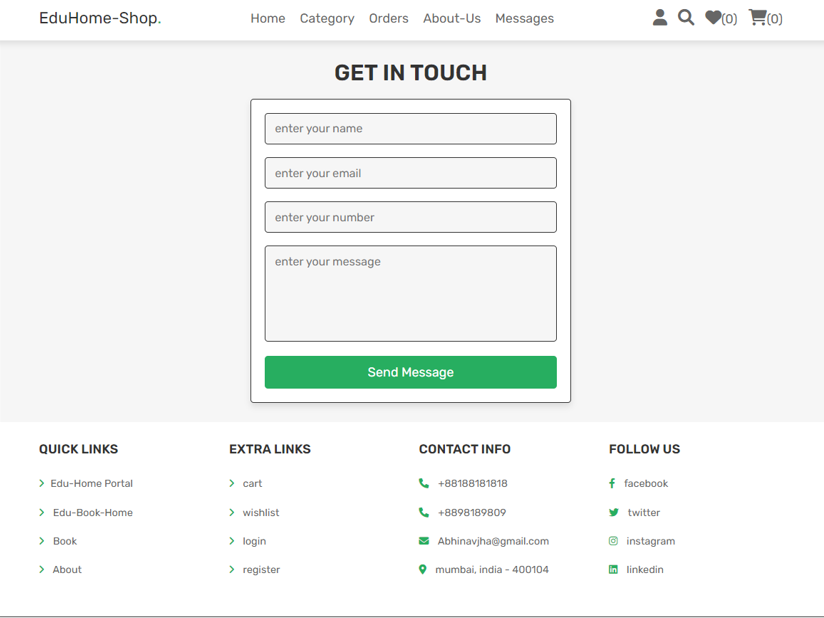 EduHome-Shop.
Home Category Orders About-Us Messages
(0) (0)
GET IN TOUCH
enter your name
enter your email
enter your number
enter your message
Send Message
QUICK LINKS
Edu-Home Portal
Edu-Book-Home
Book
About
EXTRA LINKS
cart
wishlist
login
register
CONTACT INFO
+88188181818
+8898189809
Abhinavjha@gmail.com
mumbai, india - 400104
FOLLOW US
facebook
twitter
instagram
linkedin